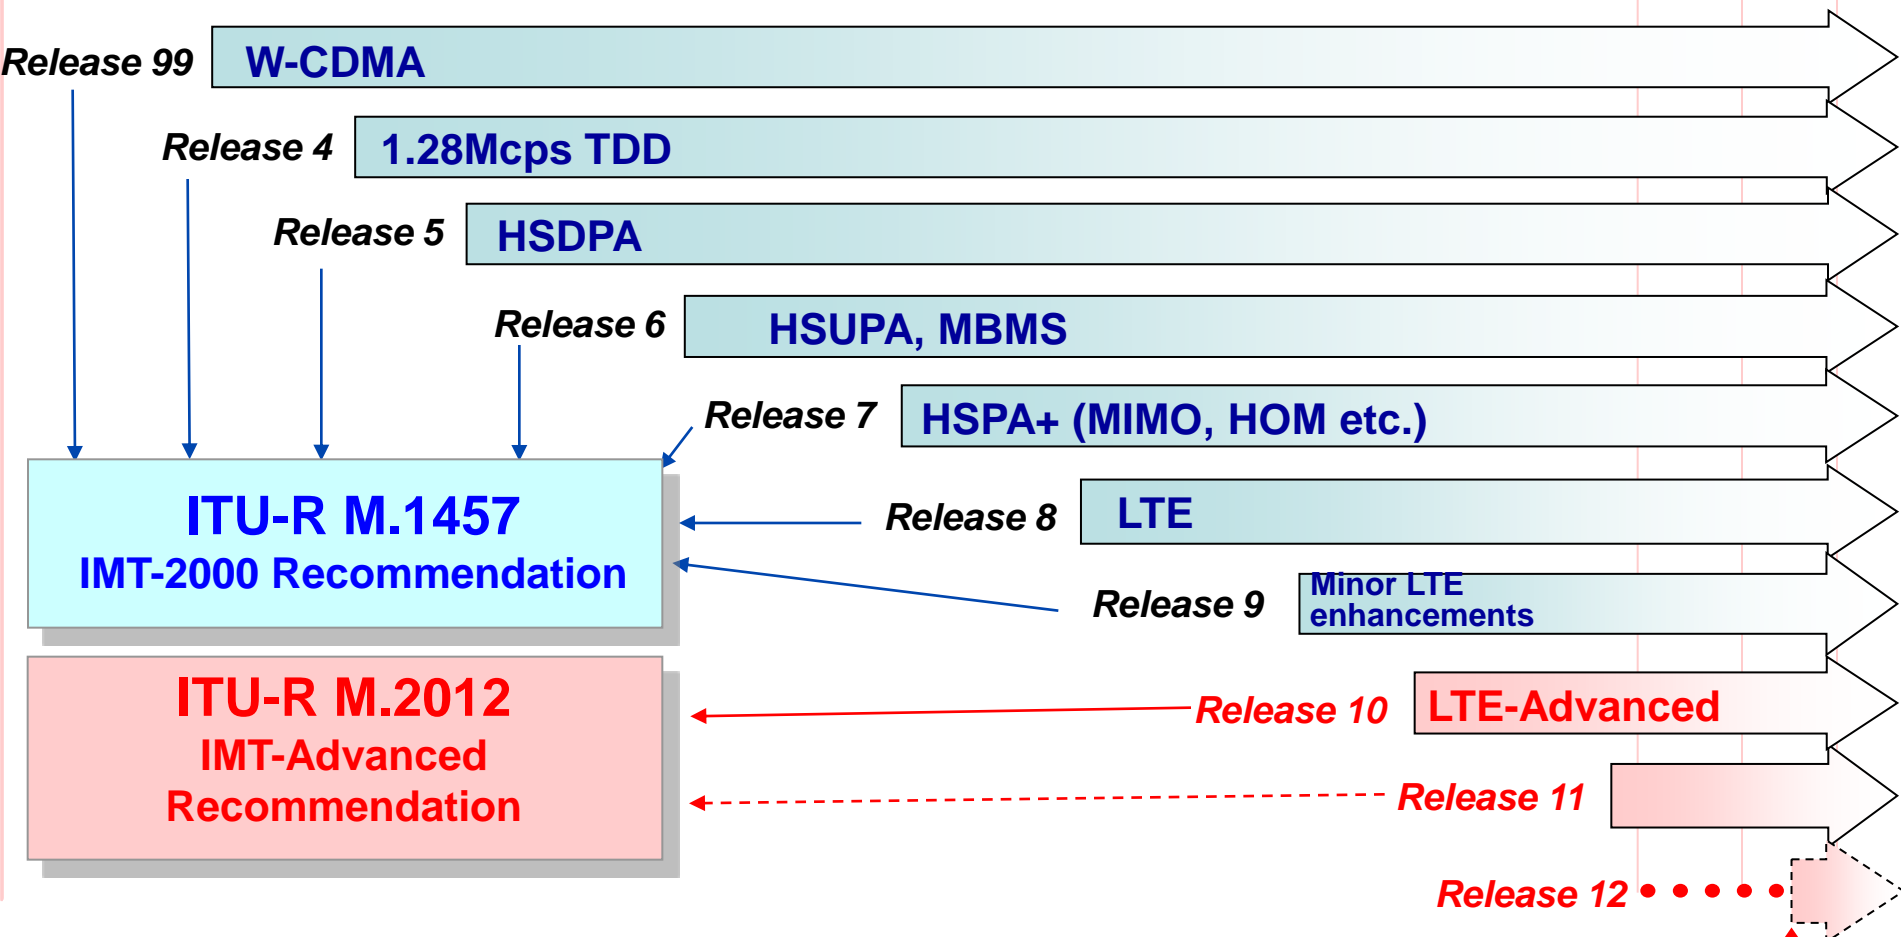 Release 99
W-CDMA
Release 4
1.28Mcps TDD
Release 5
HSDPA
Release 6
HSUPA, MBMS
Release 7
HSPA+ (MIMO, HOM etc.)
ITU-R M.1457
IMT-2000 Recommendation
Release 8
LTE
Release 9
Minor LTE
enhancements
ITU-R M.2012
IMT-Advanced
Recommendation
Release 10
LTE-Advanced
Release 11
Release 12